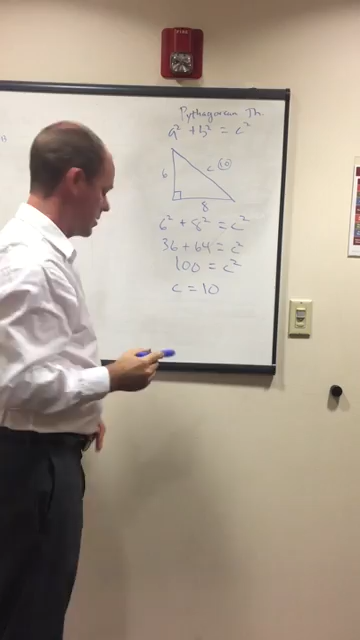 Pythagorean Th.
a² + b² = c²
6
c 10
8
6² + 8² = c²
36 + 64 = c²
100 = c²
c = 10